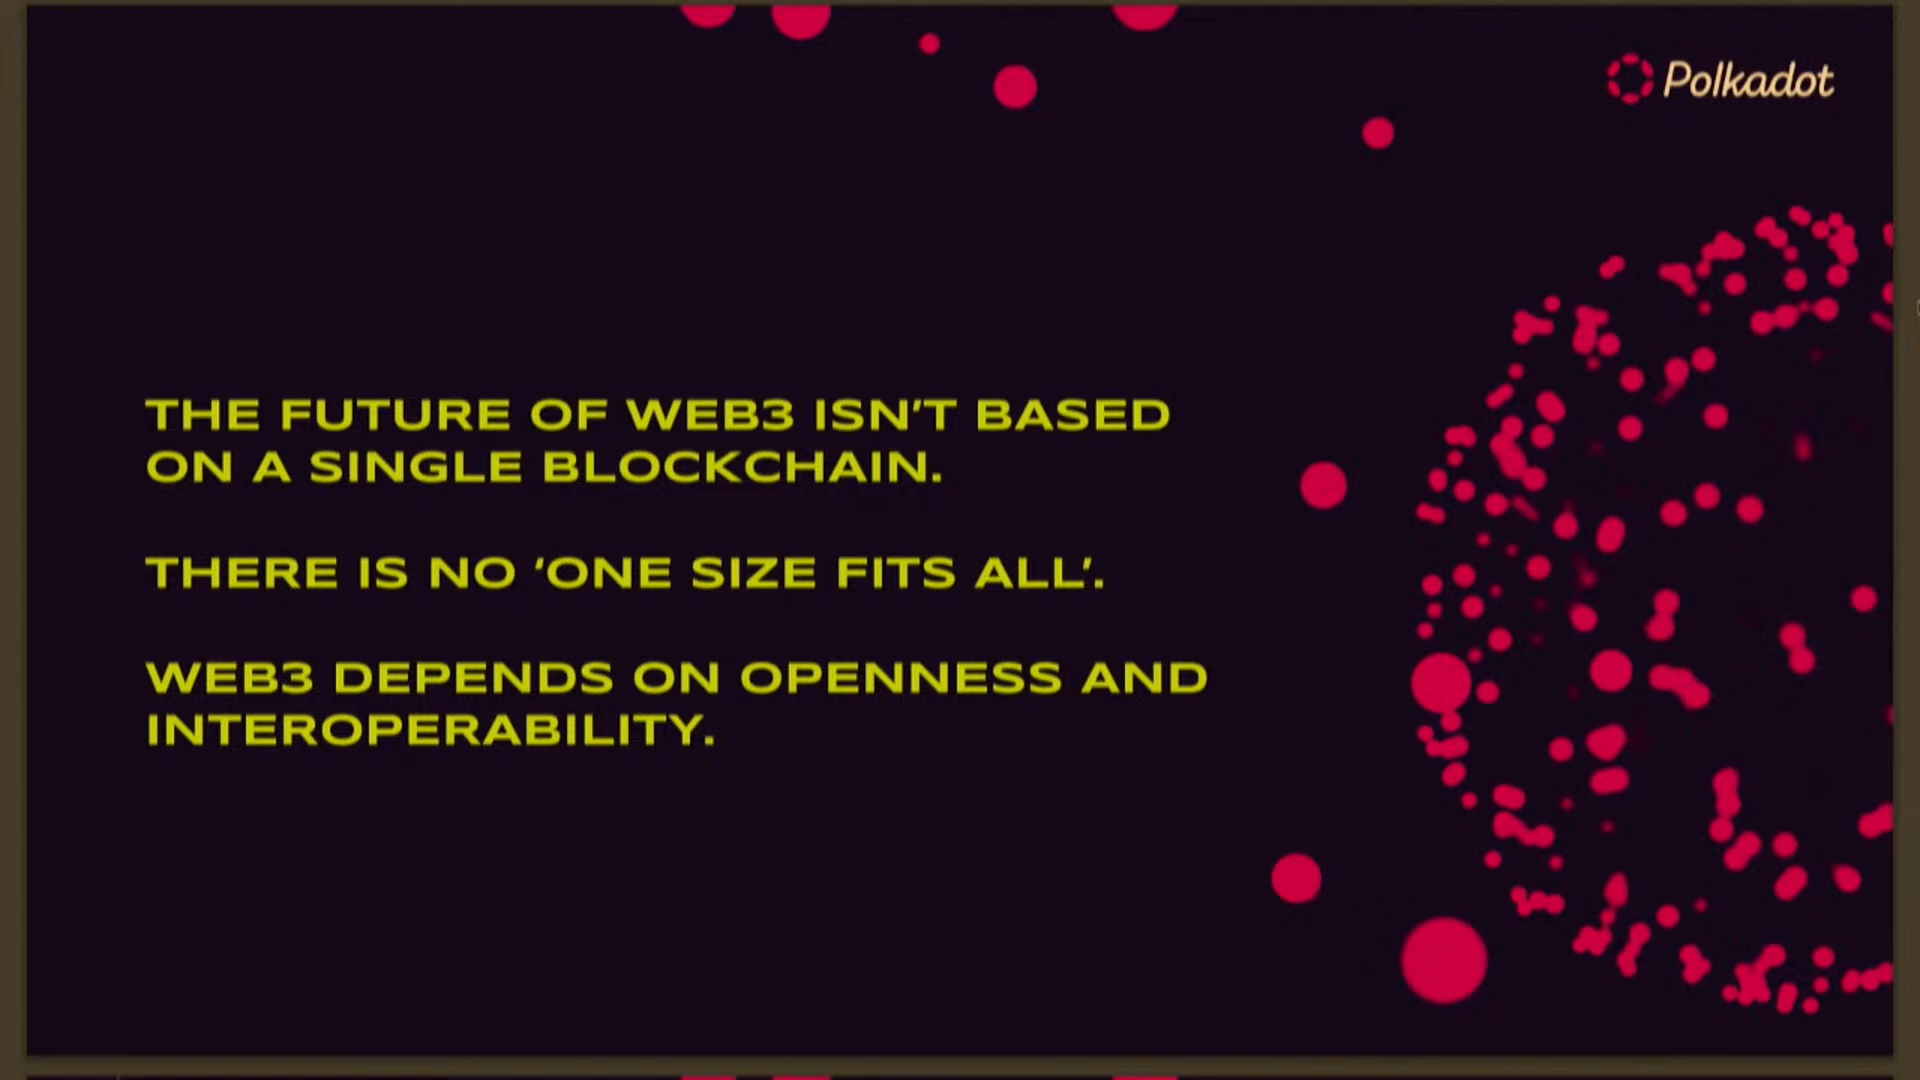 Polkadot
THE FUTURE OF WEB3 ISN'T BASED
ON A SINGLE BLOCKCHAIN.
THERE IS NO 'ONE SIZE FITS ALL'.
WEB3 DEPENDS ON OPENNESS AND
INTEROPERABILITY.